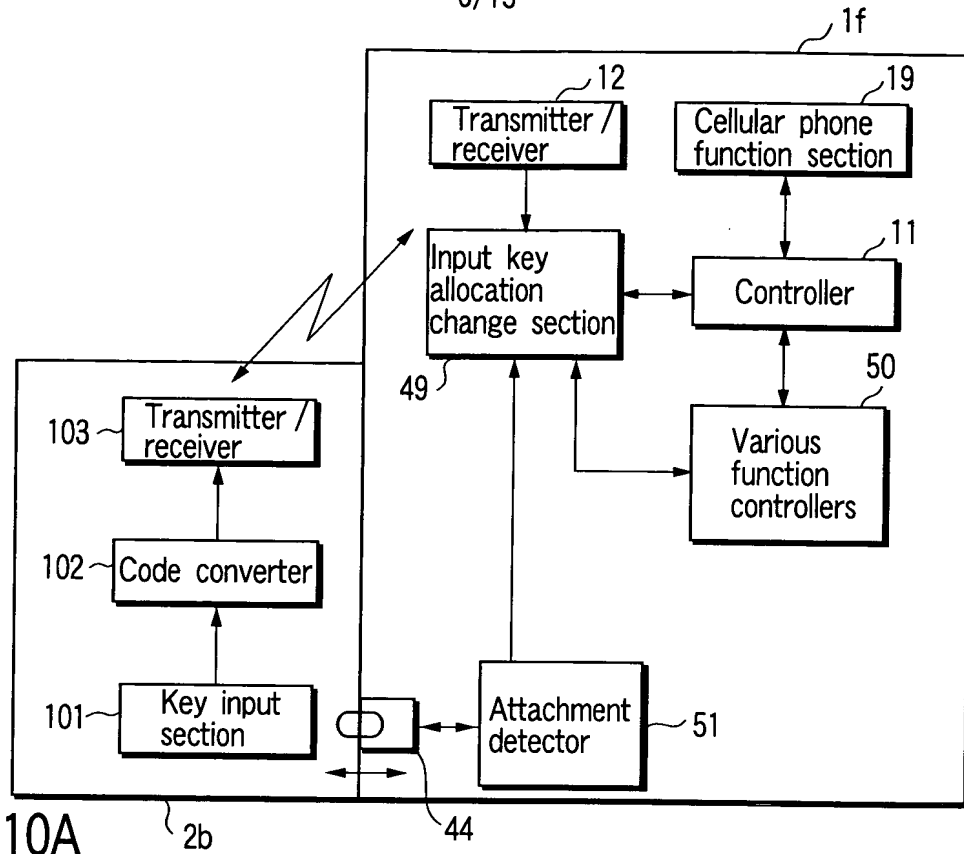 1f
12
19
Transmitter/
receiver
Cellular phone
function section
11
Input key
allocation
change section
Controller
49
50
103
Transmitter/
receiver
Various
function
controllers
102
Code converter
101
Key input
section
Attachment
detector
51
44
2b
10A